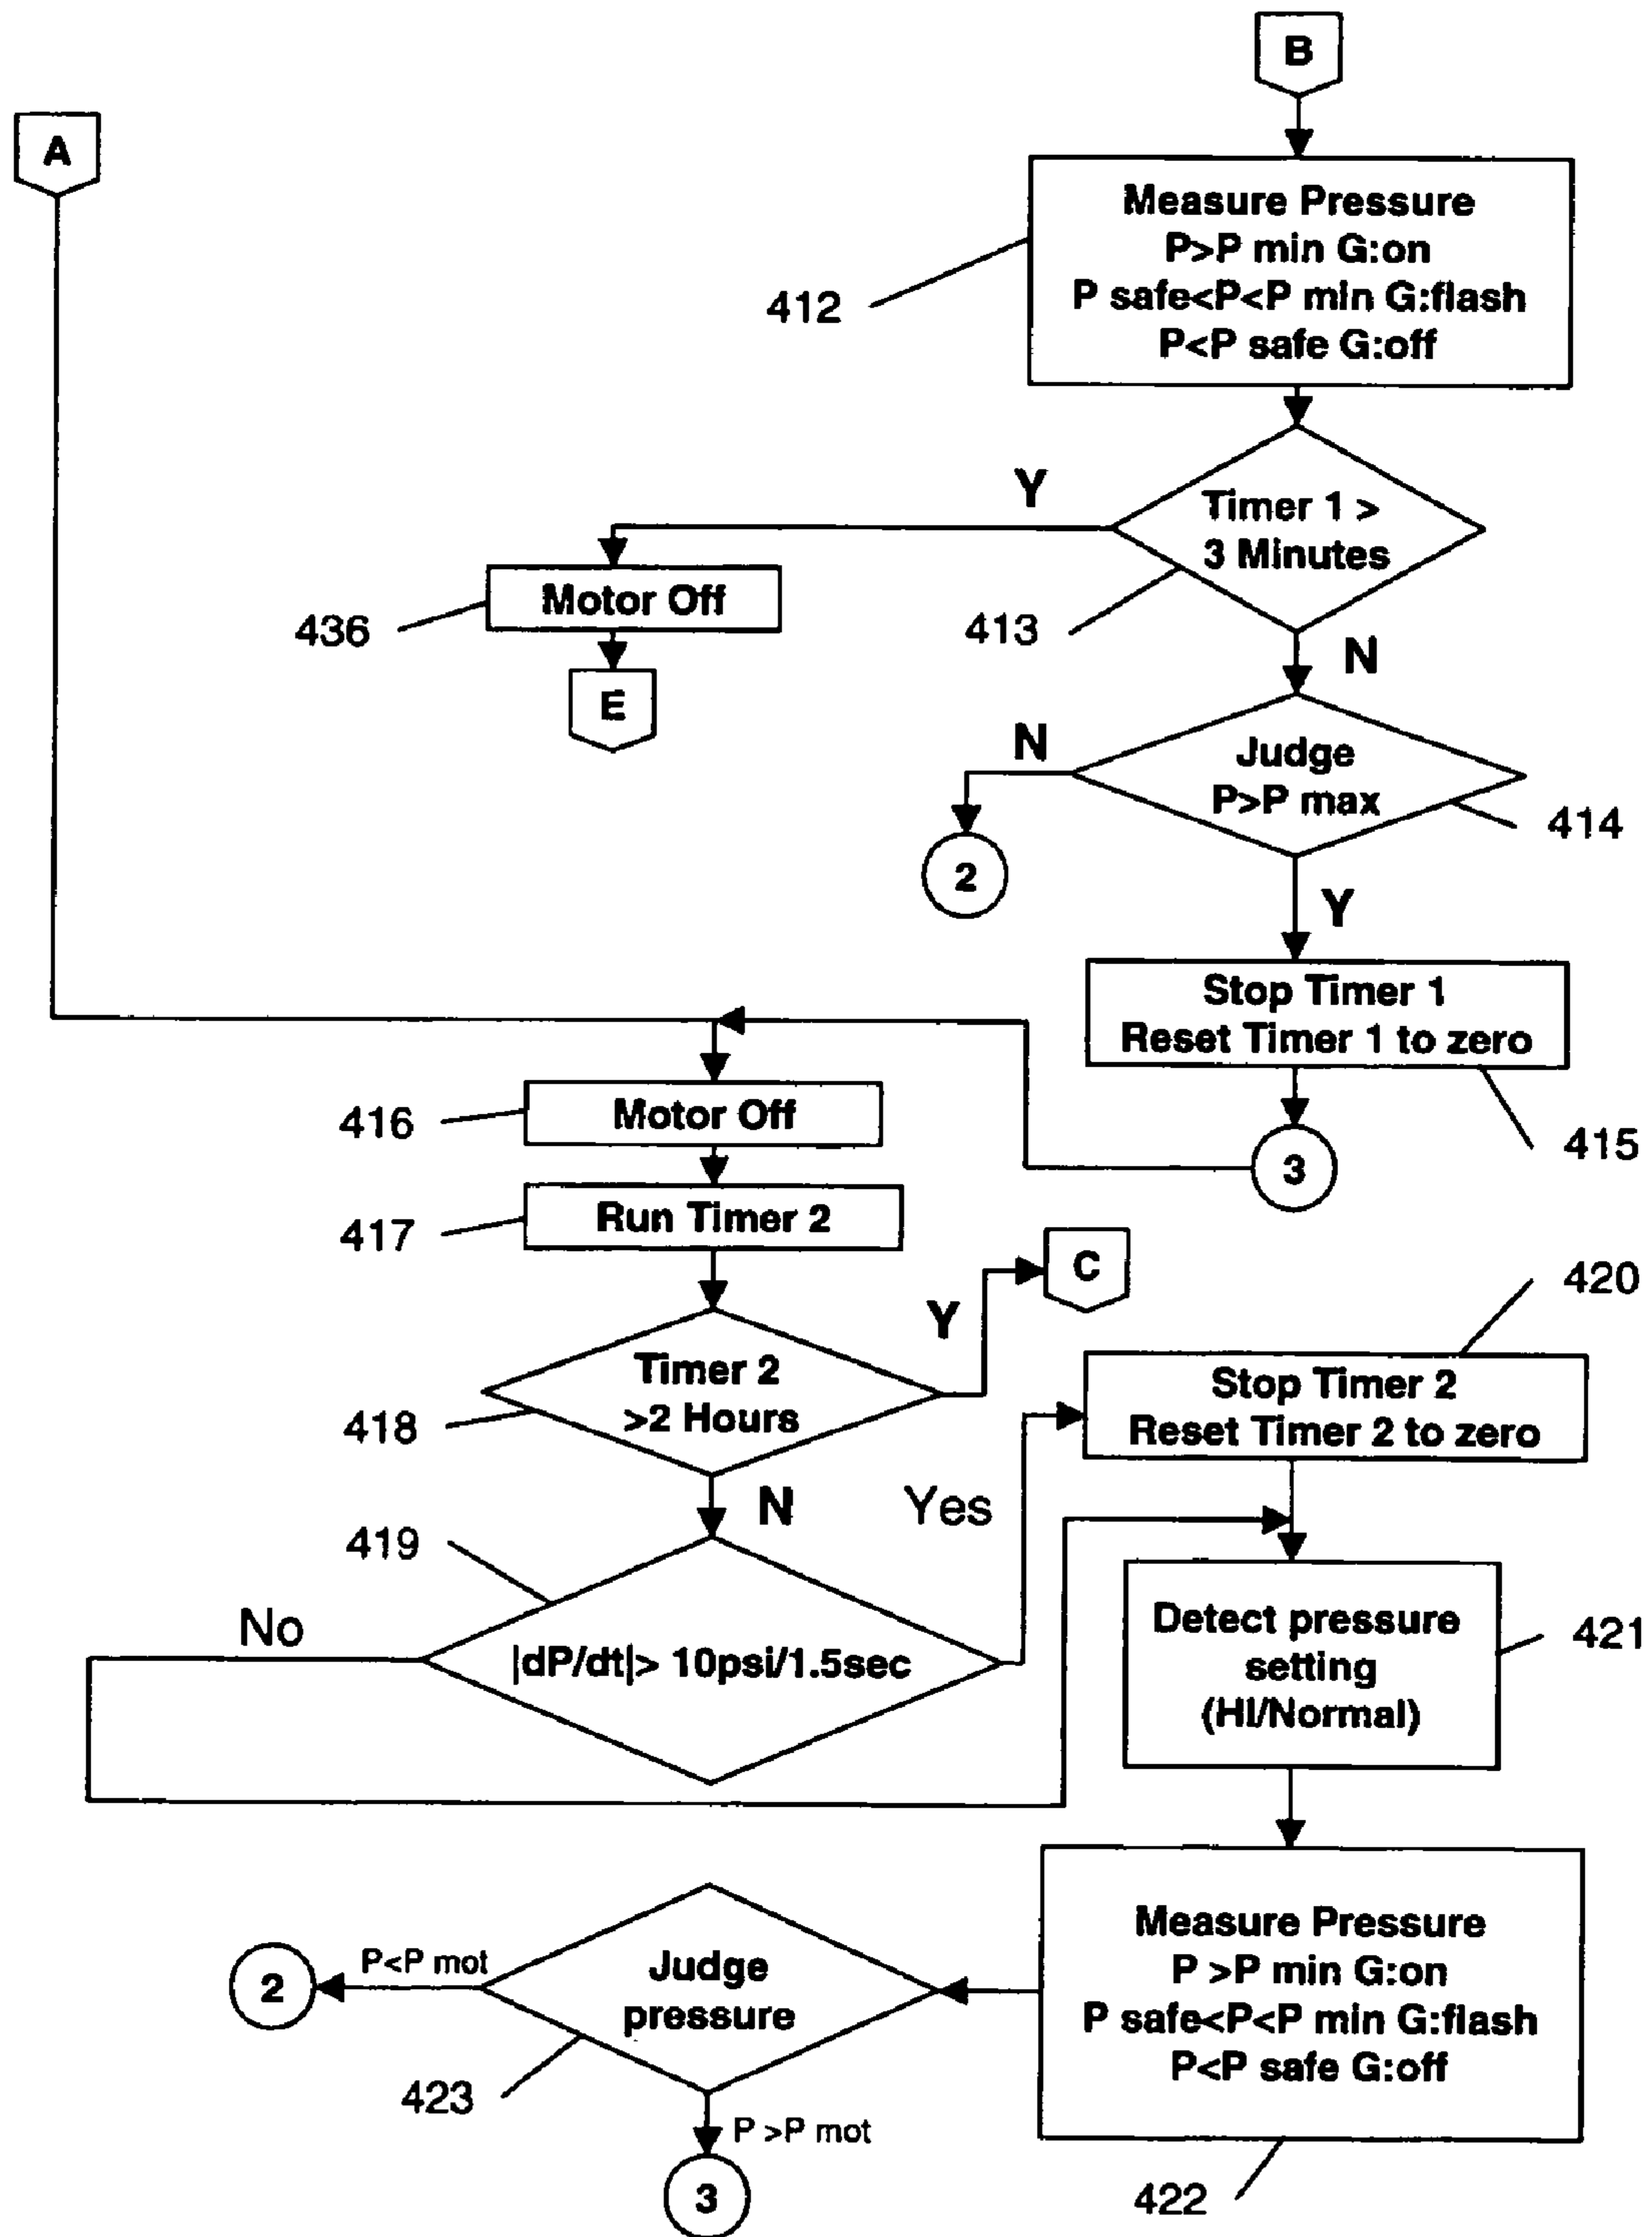 B
A
Measure Pressure
P>P min G:on
P safe<P<P min G:flash
P<P safe G:off
412
Y
Timer 1 >
3 Minutes
413
Motor Off
436
E
N
N
Judge
P>P max
414
2
Y
Stop Timer 1
Reset Timer 1 to zero
415
3
Motor Off
416
Run Timer 2
417
C
Y
Timer 2
>2 Hours
418
420
Stop Timer 2
Reset Timer 2 to zero
N
Yes
419
No
|dP/dt|> 10psi/1.5sec
Detect pressure
setting
(HI/Normal)
421
Measure Pressure
P >P min G:on
P safe<P<P min G:flash
P<P safe G:off
422
Judge
pressure
423
P<P mot
2
P >P mot
3